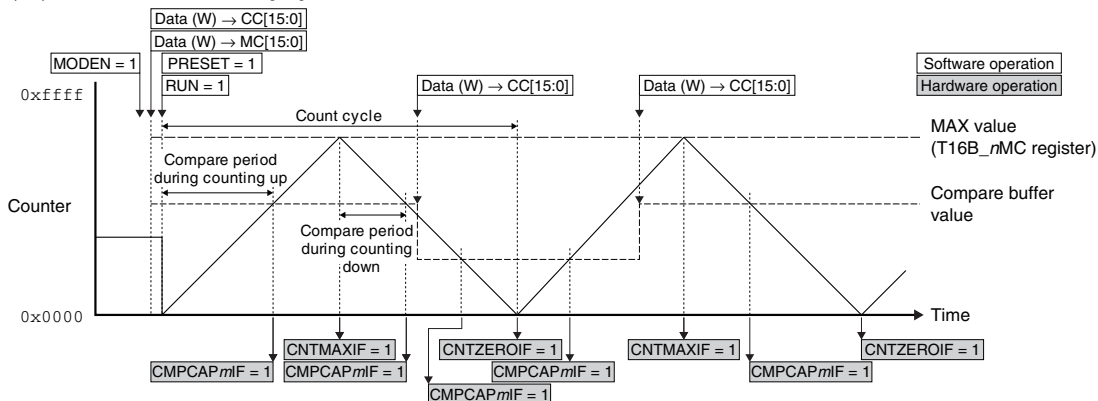 Data (W) → CC[15:0]
Data (W) → MC[15:0]
MODEN = 1
PRESET = 1
RUN = 1
Data (W) → CC[15:0]
Data (W) → CC[15:0]
Software operation
Hardware operation
0xffff
Count cycle
MAX value
(T16B_nMC register)
Compare period
during counting up
Counter
Compare buffer
value
Compare period
during counting
down
0x0000
Time
CNTMAXIF = 1
CNTZEROIF = 1
CNTMAXIF = 1
CNTZEROIF = 1
CMPCAPmIF = 1
CMPCAPmIF = 1
CMPCAPmIF = 1
CMPCAPmIF = 1
CMPCAPmIF = 1